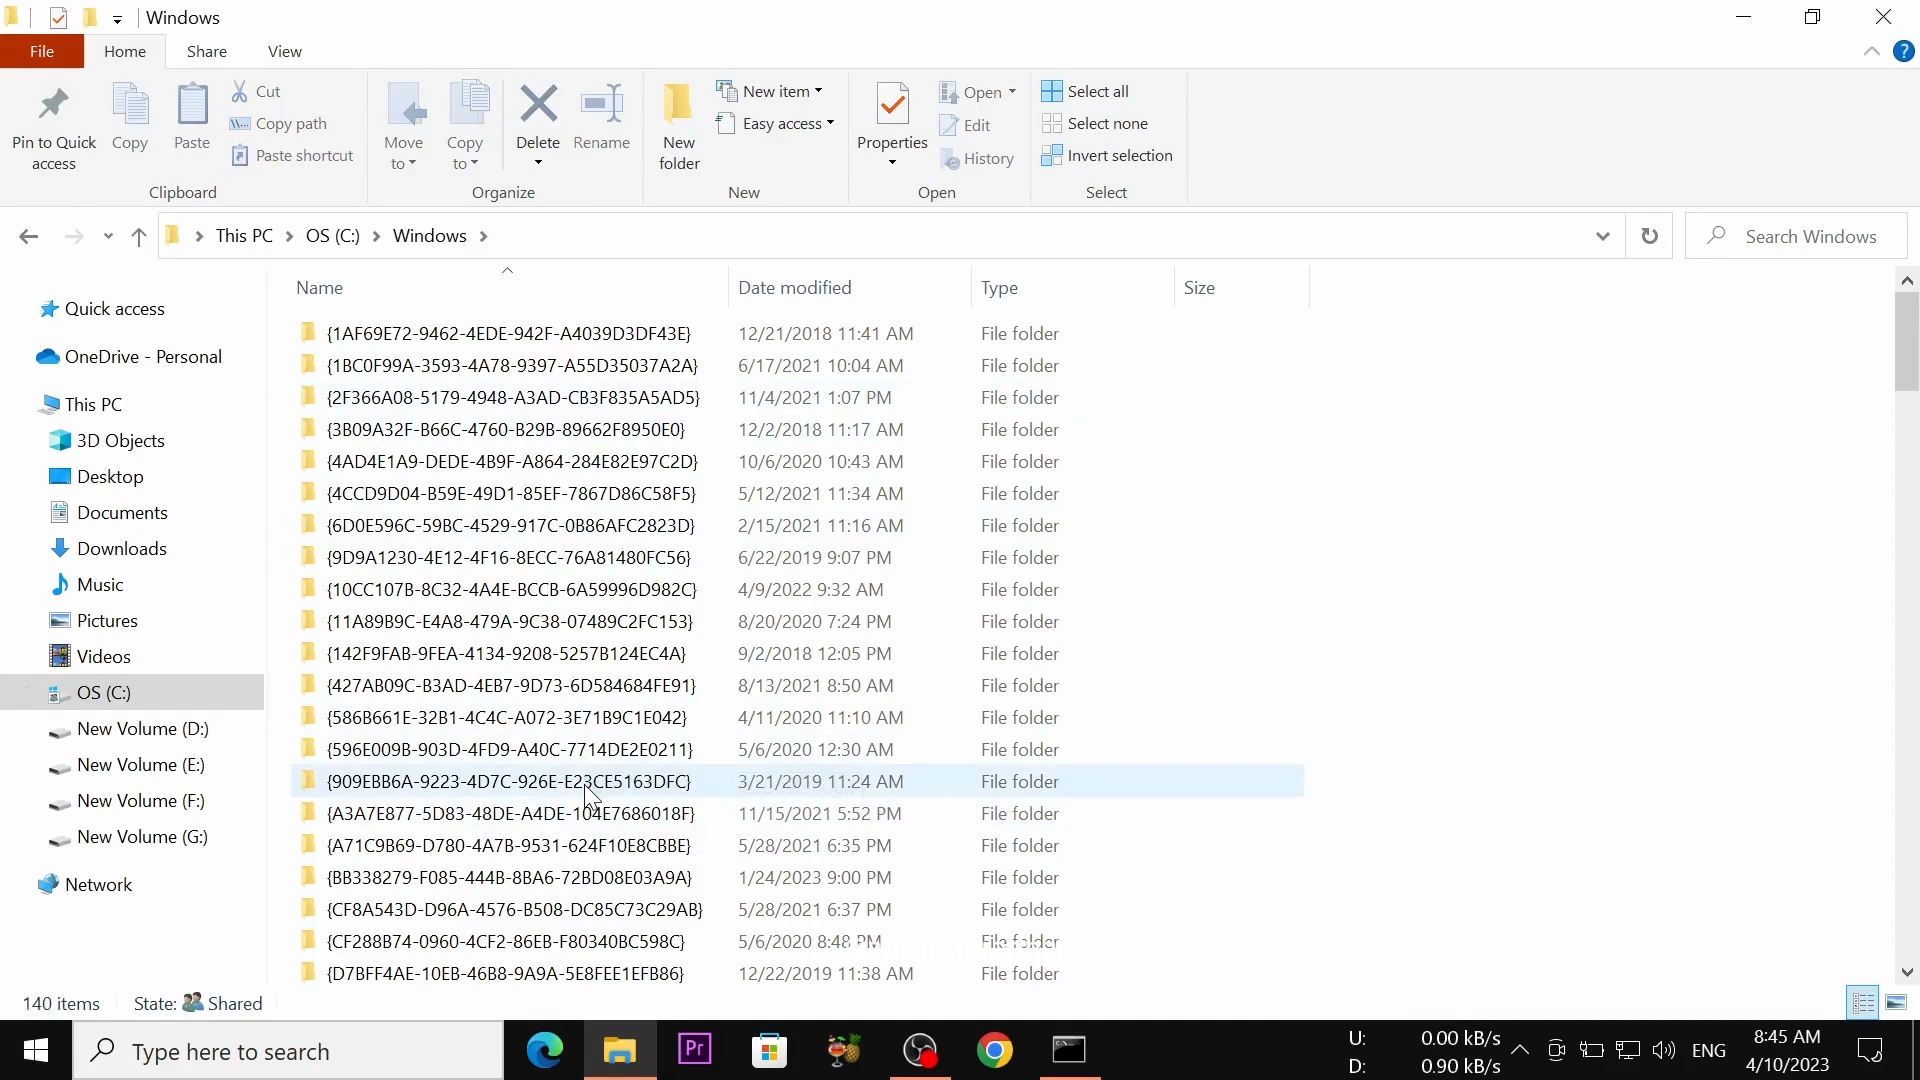 Windows
File Home Share View
Pin to Quick access
Copy
Paste
Cut
Copy path
Paste shortcut
Clipboard
Move to
Copy to
Delete
Rename
Organize
New folder
New item
Easy access
New
Properties
Open
Edit
History
Open
Select all
Select none
Invert selection
Select
This PC OS (C:) Windows
Search Windows
Quick access
OneDrive - Personal
This PC
3D Objects
Desktop
Documents
Downloads
Music
Pictures
Videos
OS (C:)
New Volume (D:)
New Volume (E:)
New Volume (F:)
New Volume (G:)
Network
Name Date modified Type Size
{1AF69E72-9462-4EDE-942F-A4039D3DF43E} 12/21/2018 11:41 AM File folder
{1BC0F99A-3593-4A78-9397-A55D35037A2A} 6/17/2021 10:04 AM File folder
{2F366A08-5179-4948-A3AD-CB3F835A5AD5} 11/4/2021 1:07 PM File folder
{3B09A32F-B66C-4760-B29B-89662F8950E0} 12/2/2018 11:17 AM File folder
{4AD4E1A9-DEDE-4B9F-A864-284E82E97C2D} 10/6/2020 10:43 AM File folder
{4CCD9D04-B59E-49D1-85EF-7867D86C58F5} 5/12/2021 11:34 AM File folder
{6D0E596C-59BC-4529-917C-0B86AFC2823D} 2/15/2021 11:16 AM File folder
{9D9A1230-4E12-4F16-8ECC-76A81480FC56} 6/22/2019 9:07 PM File folder
{10CC107B-8C32-4A4E-BCCB-6A59996D982C} 4/9/2022 9:32 AM File folder
{11A89B9C-E4A8-479A-9C38-07489C2FC153} 8/20/2020 7:24 PM File folder
{142F9FAB-9FEA-4134-9208-5257B124EC4A} 9/2/2018 12:05 PM File folder
{427AB09C-B3AD-4EB7-9D73-6D584684FE91} 8/13/2021 8:50 AM File folder
{586B661E-32B1-4C4C-A072-3E71B9C1E042} 4/11/2020 11:10 AM File folder
{596E009B-903D-4FD9-A40C-7714DE2E0211} 5/6/2020 12:30 AM File folder
{909EBB6A-9223-4D7C-926E-E23CE5163DFC} 3/21/2019 11:24 AM File folder
{A3A7E877-5D83-48DE-A4DE-104E7686018F} 11/15/2021 5:52 PM File folder
{A71C9B69-D780-4A7B-9531-624F10E8CBBE} 5/28/2021 6:35 PM File folder
{BB338279-F085-444B-8BA6-72BD08E03A9A} 1/24/2023 9:00 PM File folder
{CF8A543D-D96A-4576-B508-DC85C73C29AB} 5/28/2021 6:37 PM File folder
{CF288B74-0960-4CF2-86EB-F80340BC598C} 5/6/2020 8:48 PM File folder
{D7BFF4AE-10EB-46B8-9A9A-5E8FEE1EFB86} 12/22/2019 11:38 AM File folder
140 items State: Shared
Type here to search
Pr
U: 0.00 kB/s
D: 0.90 kB/s
ENG
8:45 AM
4/10/2023